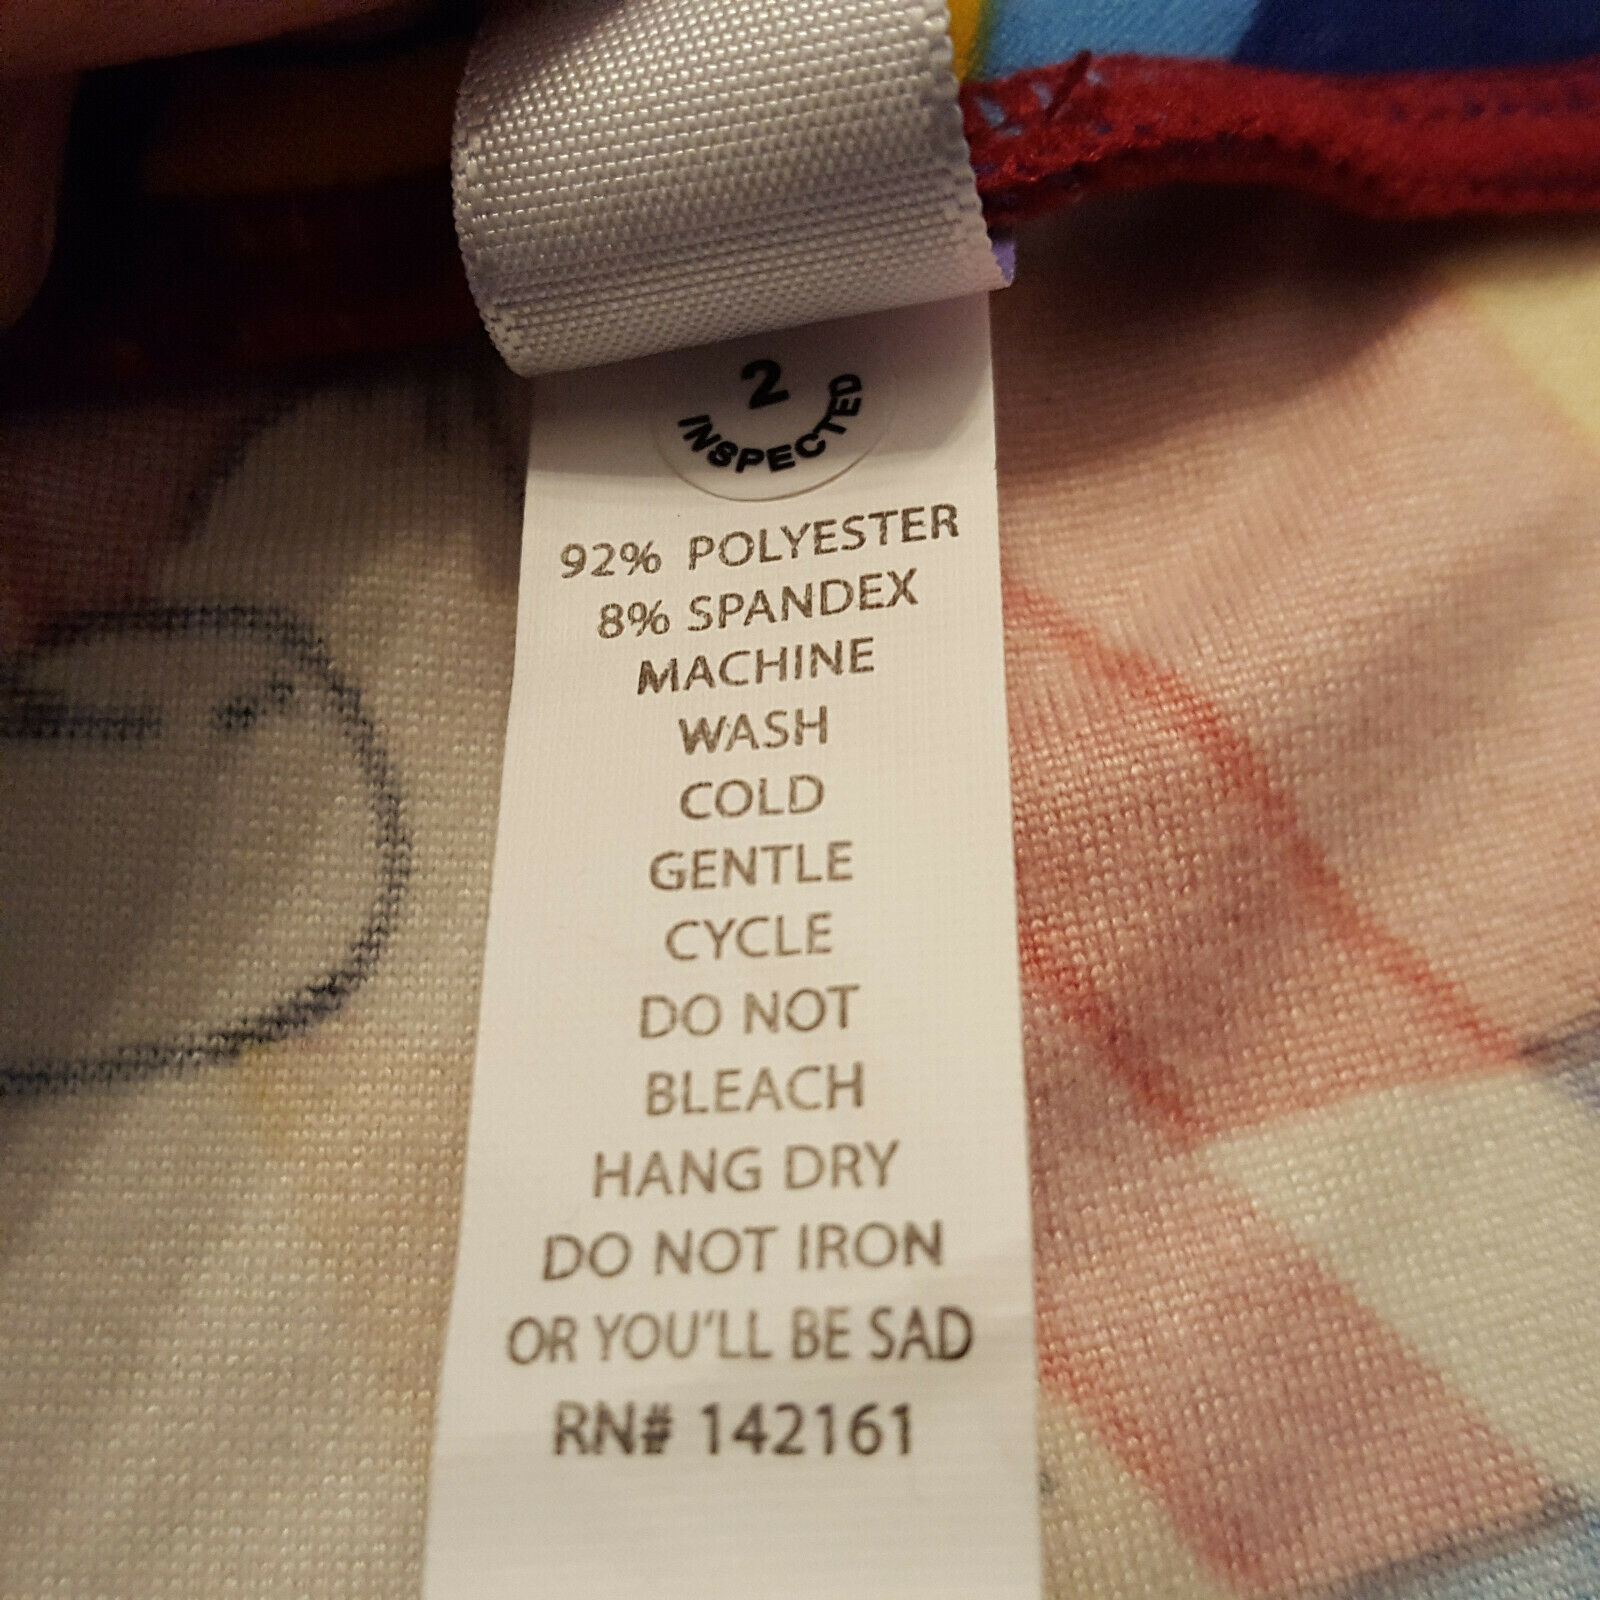 2
INSPECTED
92% POLYESTER
8% SPANDEX
MACHINE
WASH
COLD
GENTLE
CYCLE
DO NOT
BLEACH
HANG DRY
DO NOT IRON
OR YOU'LL BE SAD
RN# 142161